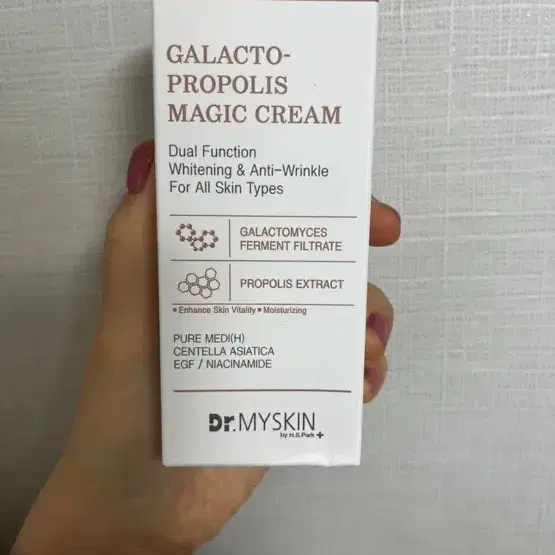 GALACTO-
PROPOLIS
MAGIC CREAM
Dual Function
Whitening & Anti-Wrinkle
For All Skin Types
GALACTOMYCES
FERMENT FILTRATE
PROPOLIS EXTRACT
▪ Enhance Skin Vitality ▪ Moisturizing
PURE MEDI(H)
CENTELLA ASIATICA
EGF / NIACINAMIDE
Dr.MYSKIN
by H.S.Park +